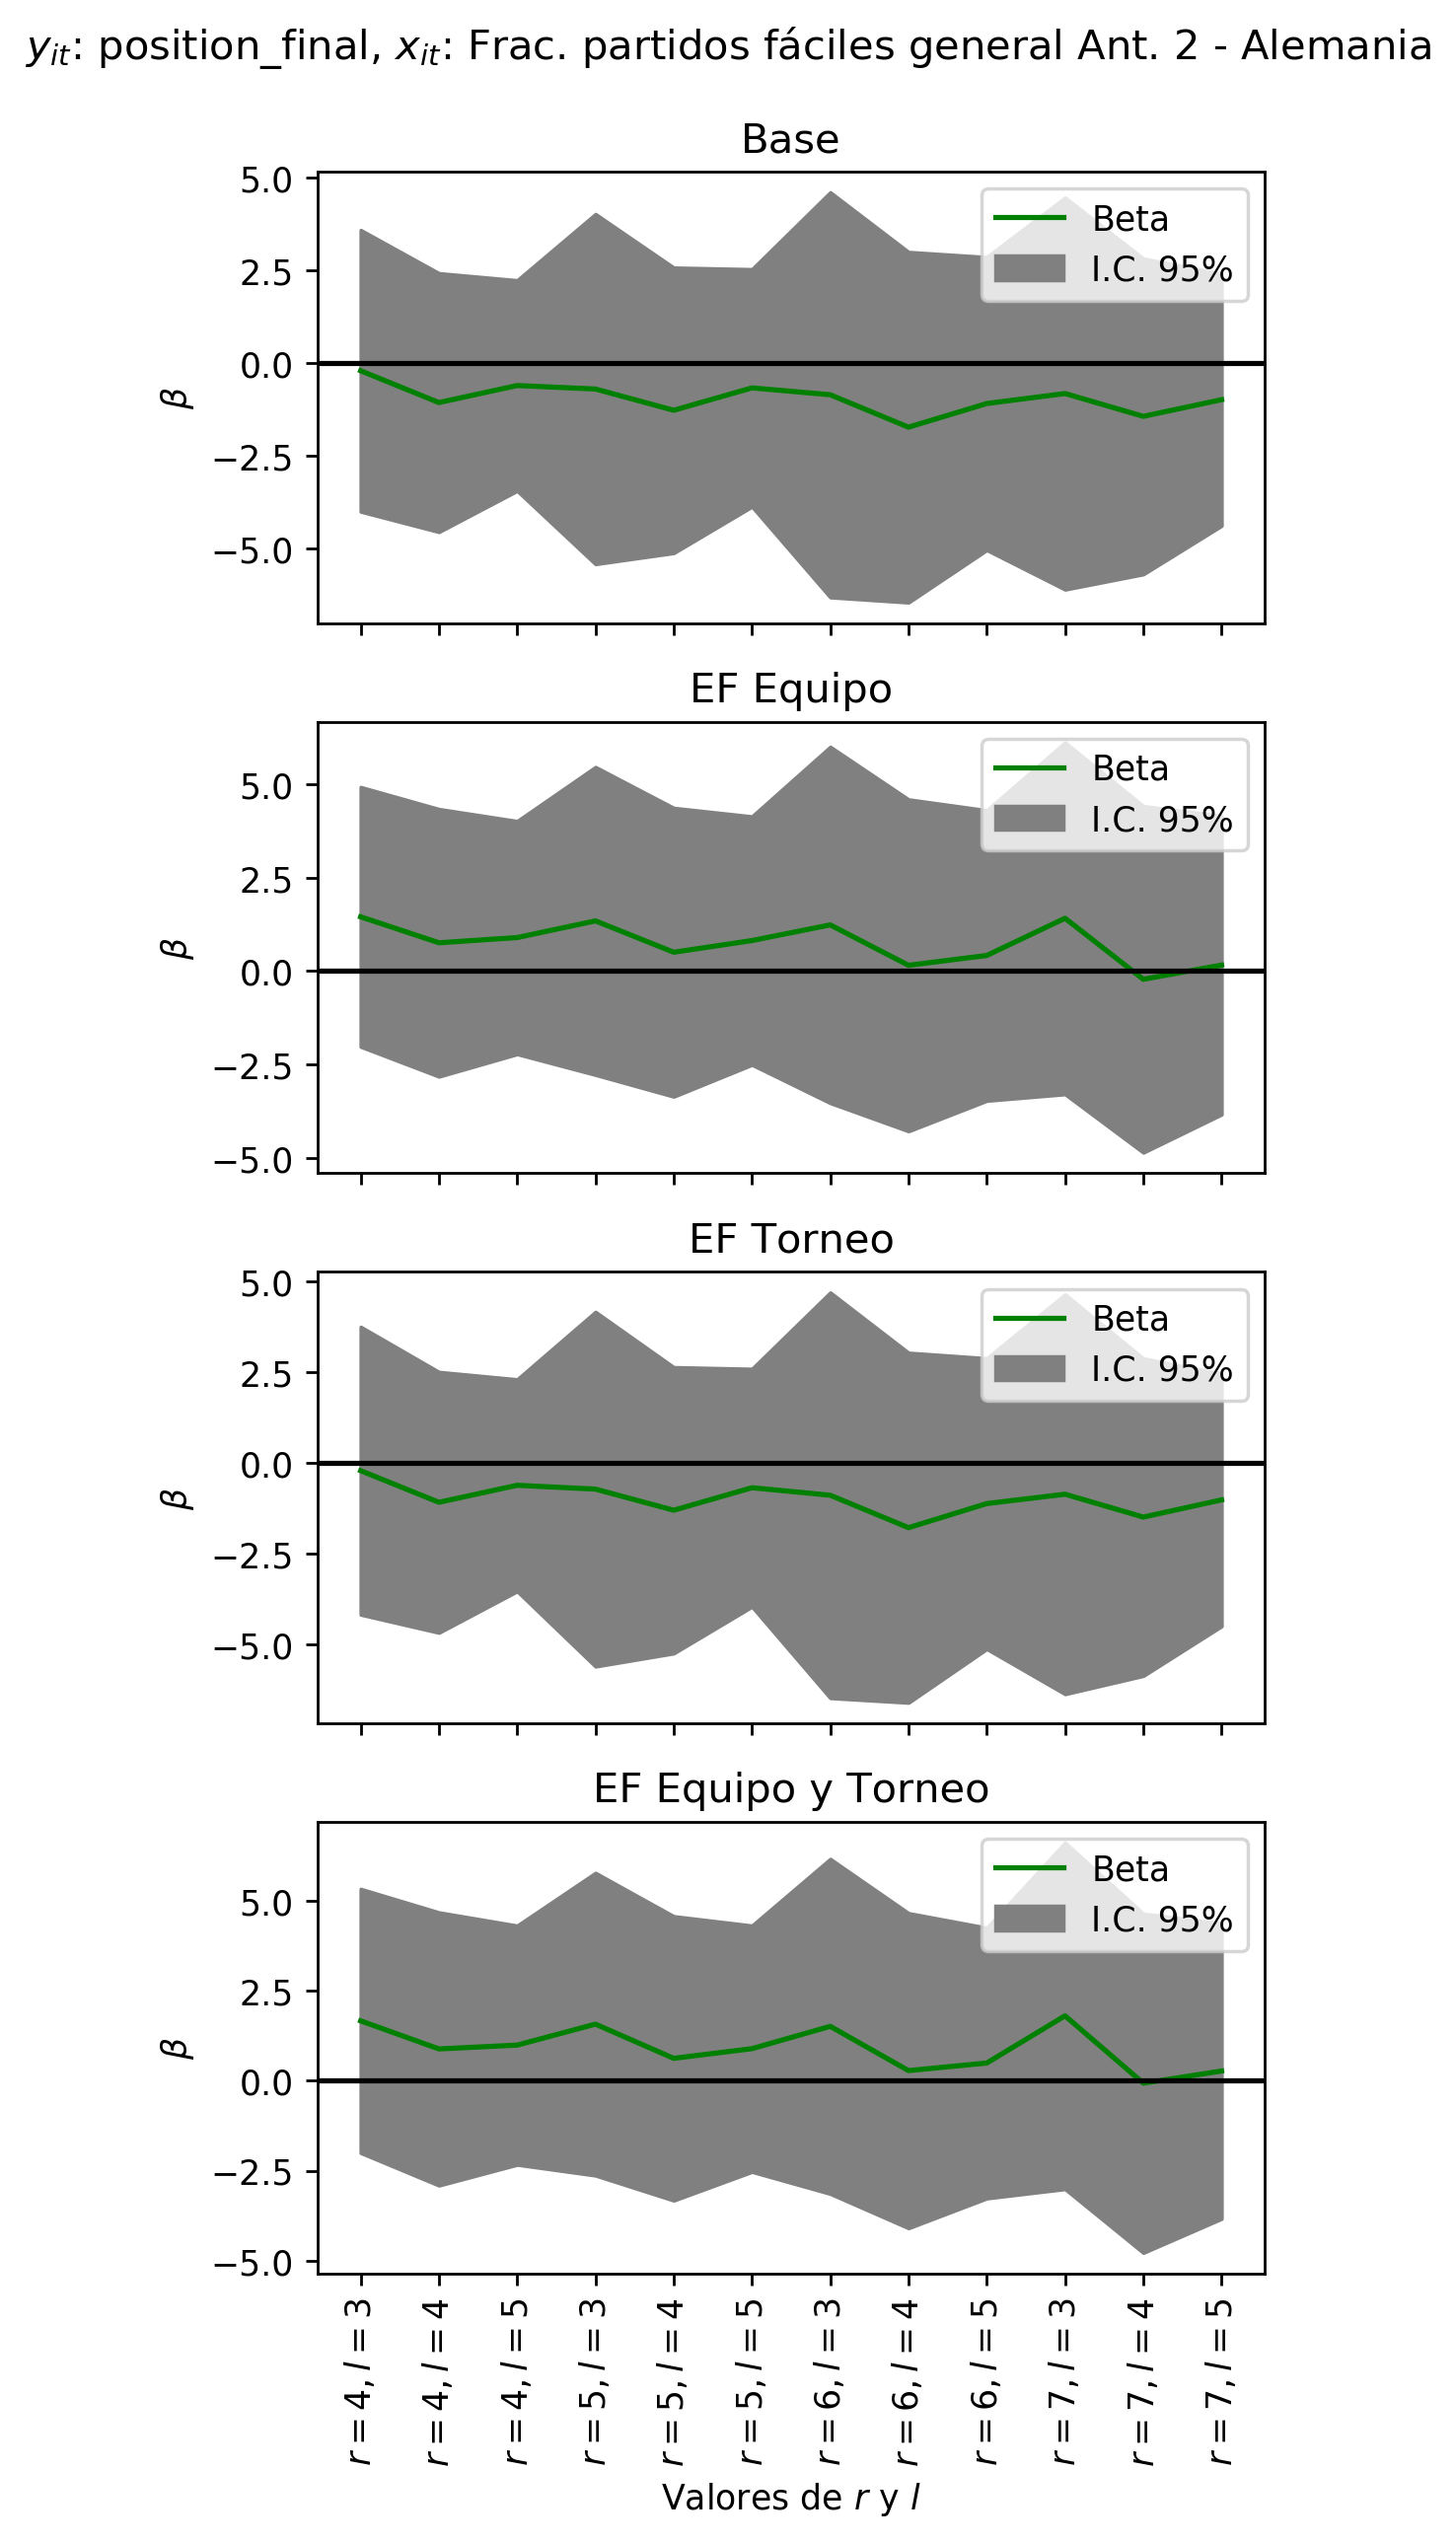 y_it: position_final, x_it: Frac. partidos fáciles general Ant. 2 - Alemania
Base
5.0
2.5
0.0
−2.5
−5.0
β
Beta
I.C. 95%
EF Equipo
5.0
2.5
0.0
−2.5
−5.0
β
Beta
I.C. 95%
EF Torneo
5.0
2.5
0.0
−2.5
−5.0
β
Beta
I.C. 95%
EF Equipo y Torneo
5.0
2.5
0.0
−2.5
−5.0
β
Beta
I.C. 95%
r = 4, l = 3
r = 4, l = 4
r = 4, l = 5
r = 5, l = 3
r = 5, l = 4
r = 5, l = 5
r = 6, l = 3
r = 6, l = 4
r = 6, l = 5
r = 7, l = 3
r = 7, l = 4
r = 7, l = 5
Valores de r y l